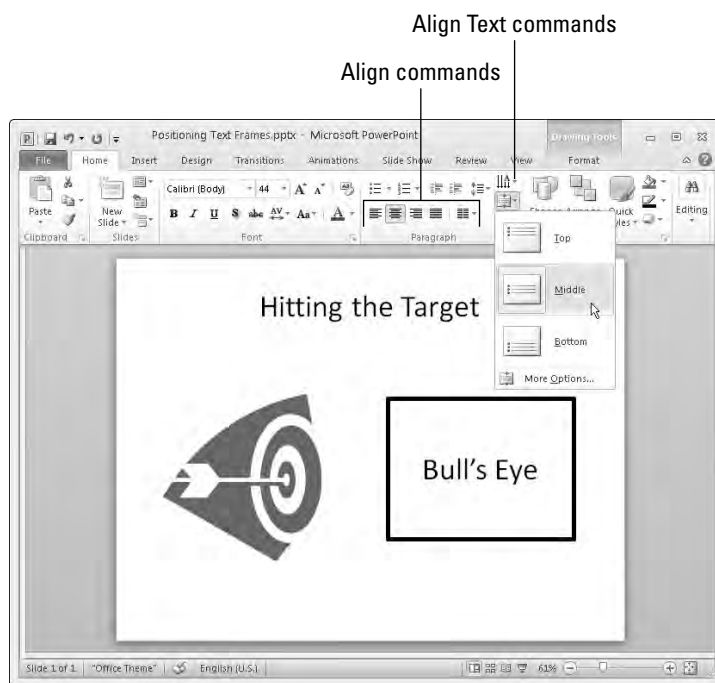 Align Text commands
Align commands
Positioning Text Frames.pptx - Microsoft PowerPoint
Drawing Tools
File Home Insert Design Transitions Animations Slide Show Review View Format
Calibri (Body) 44 A A
Paste New Slide B I U S abc AV Aa A Quick Editing
Clipboard Slides Font Paragraph
Top
Middle
Bottom
More Options...
Hitting the Target
Bull's Eye
Slide 1 of 1 "Office Theme" English (U.S.) 61%